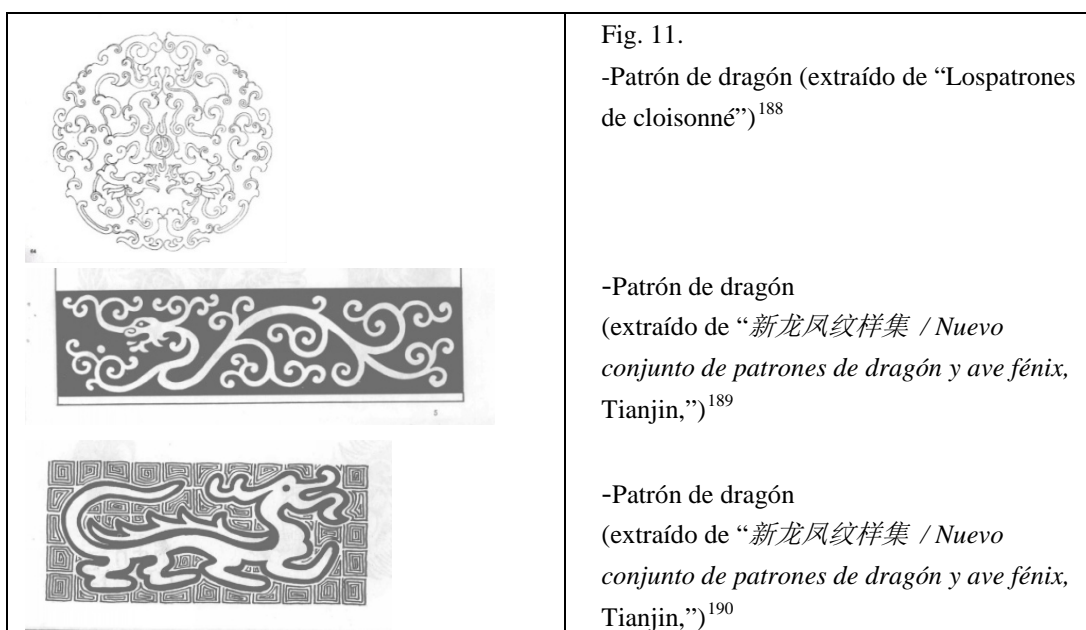 Fig. 11.
-Patrón de dragón (extraído de “Lospatrones
de cloisonné”)188
-Patrón de dragón
(extraído de “新龙凤纹样集 / Nuevo
conjunto de patrones de dragón y ave fénix,
Tianjin,”)189
5
-Patrón de dragón
(extraído de “新龙凤纹样集 / Nuevo
conjunto de patrones de dragón y ave fénix,
Tianjin,”)190